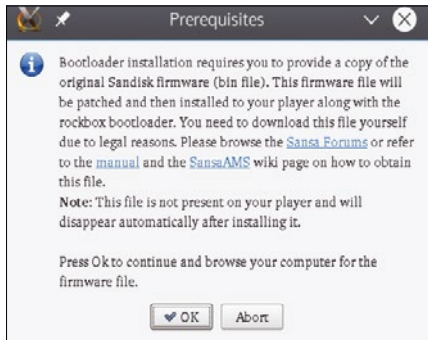 Prerequisites
Bootloader installation requires you to provide a copy of the
original Sandisk firmware (bin file). This firmware file will
be patched and then installed to your player along with the
rockbox bootloader. You need to download this file yourself
due to legal reasons. Please browse the Sansa Forums or refer
to the manual and the SansaAMS wiki page on how to obtain
this file.
Note: This file is not present on your player and will
disappear automatically after installing it.
Press Ok to continue and browse your computer for the
firmware file.
OK Abort